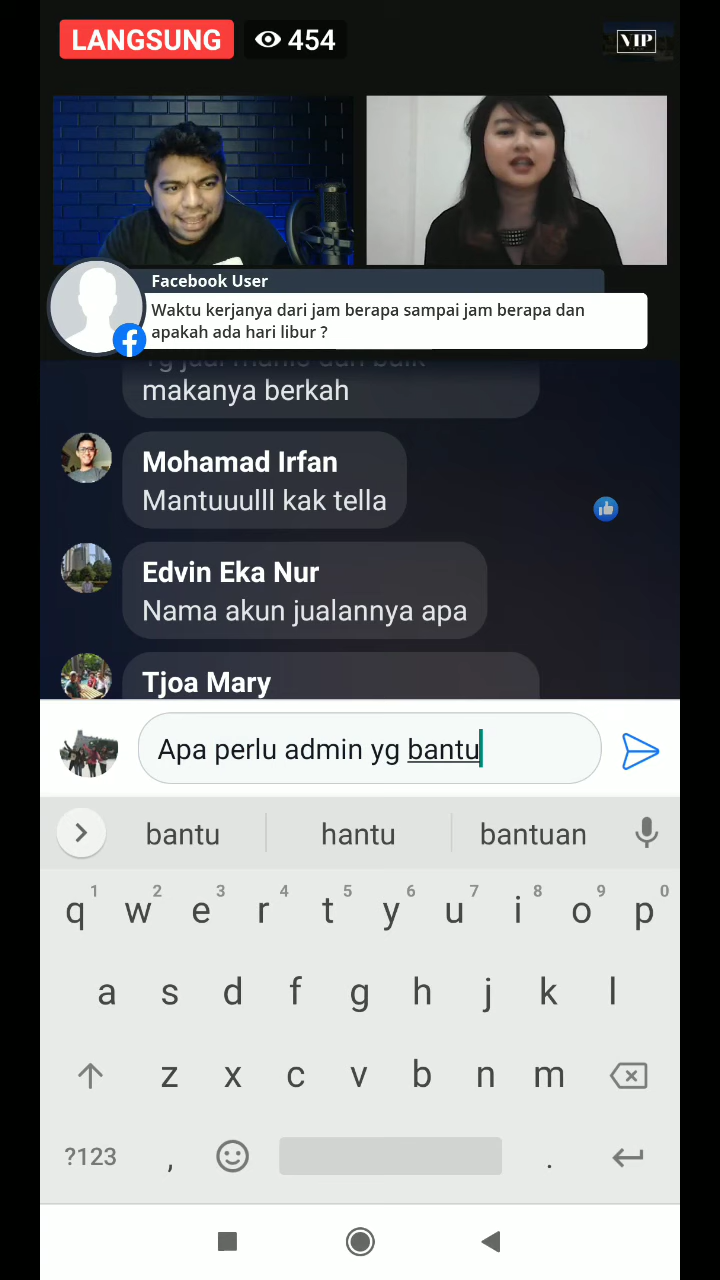 LANGSUNG
454
VIP
Facebook User
Waktu kerjanya dari jam berapa sampai jam berapa dan
apakah ada hari libur ?
makanya berkah
Mohamad Irfan
Mantuuulll kak tella
Edvin Eka Nur
Nama akun jualannya apa
Tjoa Mary
Apa perlu admin yg bantu
bantu hantu bantuan
1 2 3 4 5 6 7 8 9 0
q w e r t y u i o p
a s d f g h j k l
z x c v b n m
?123 , .